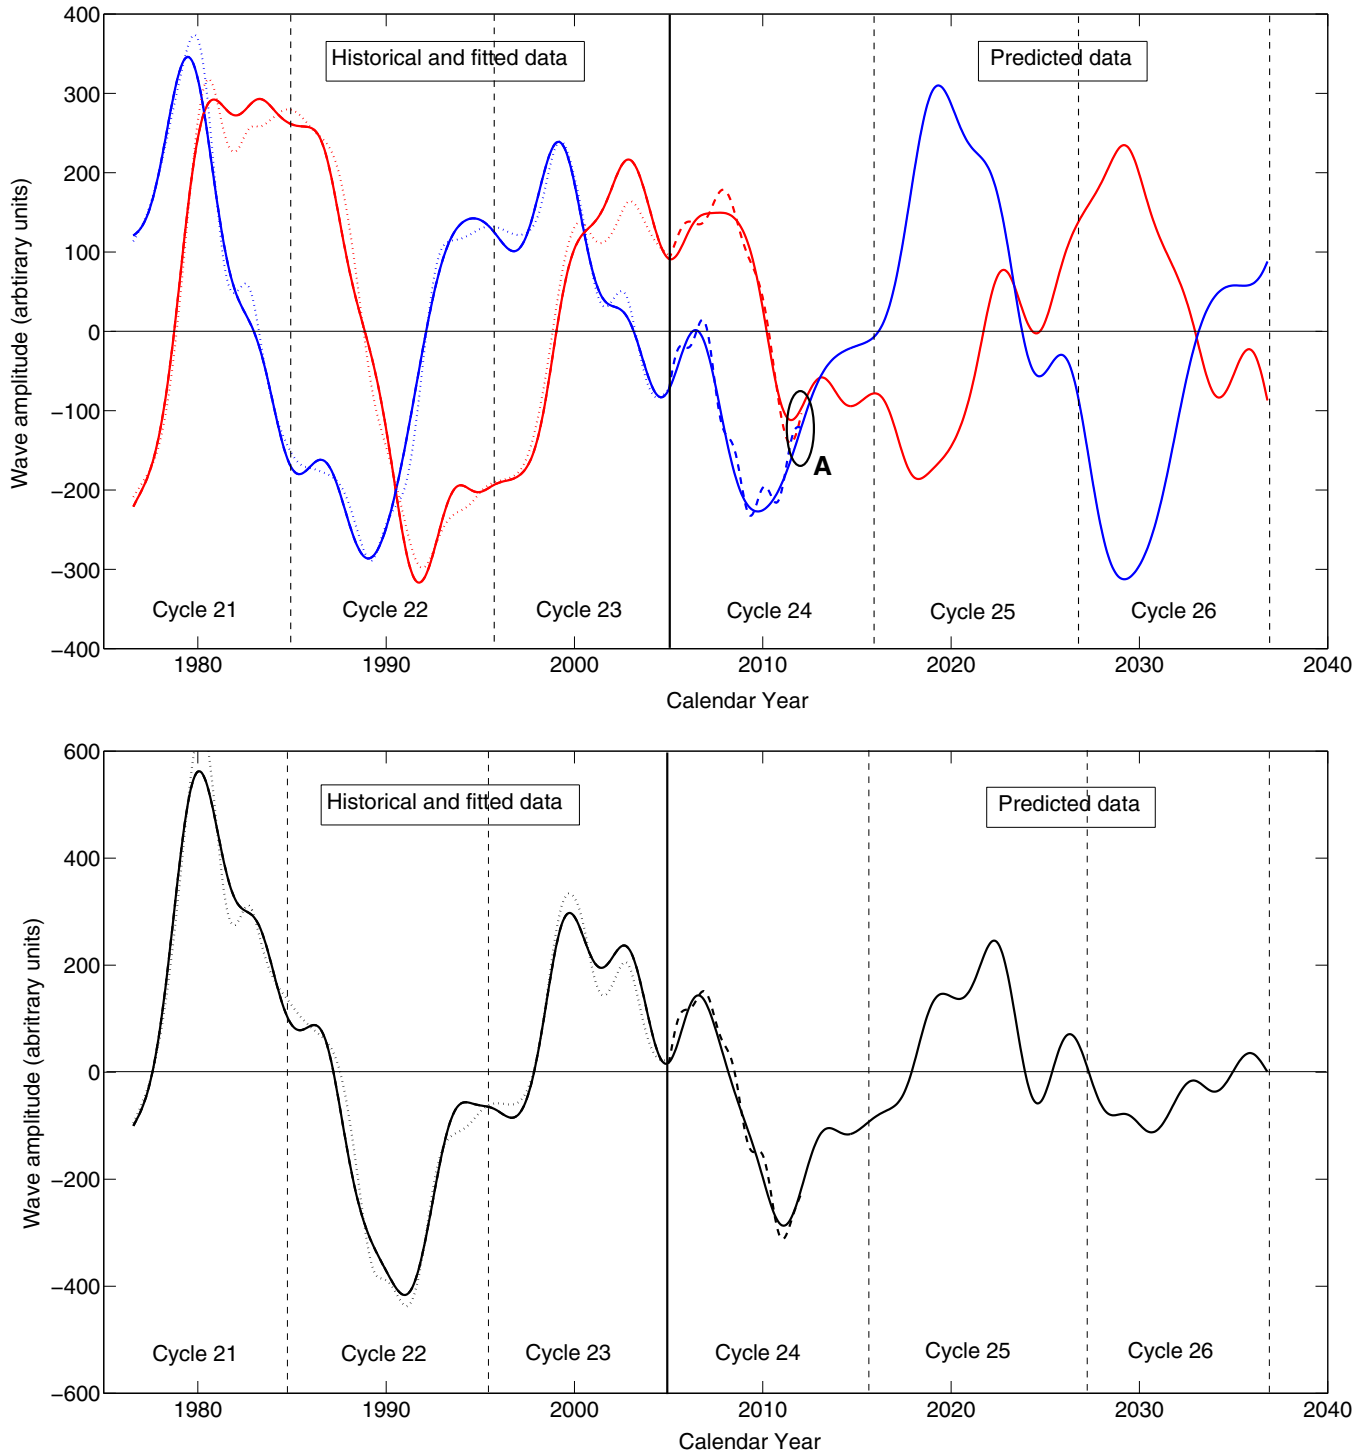 400
300
200
100
0
−100
−200
−300
−400
Wave amplitude (arbtirary units)
Historical and fitted data
Predicted data
A
Cycle 21
Cycle 22
Cycle 23
Cycle 24
Cycle 25
Cycle 26
1980
1990
2000
2010
2020
2030
2040
Calendar Year
600
400
200
0
−200
−400
−600
Wave amplitude (abritrary units)
Historical and fitted data
Predicted data
Cycle 21
Cycle 22
Cycle 23
Cycle 24
Cycle 25
Cycle 26
1980
1990
2000
2010
2020
2030
2040
Calendar Year